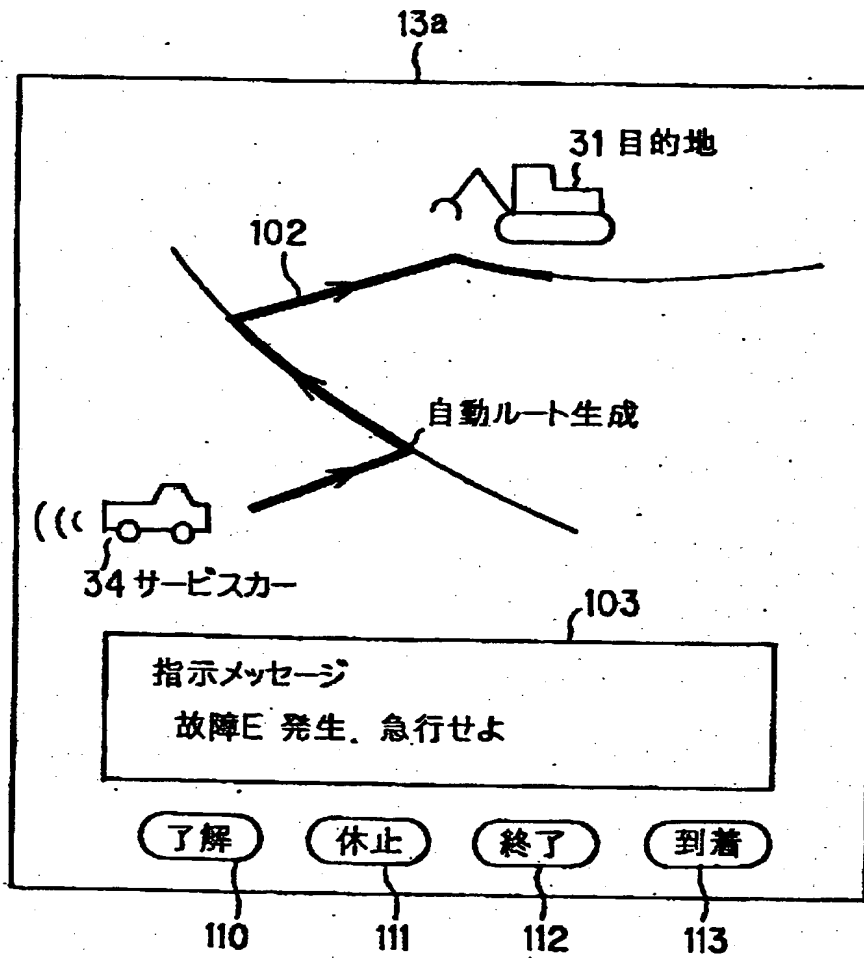 13a
31 目的地
102
自動ルート生成
34 サービスカー
103
指示メッセージ
故障E 発生、急行せよ
了解 休止 終了 到着
110 111 112 113